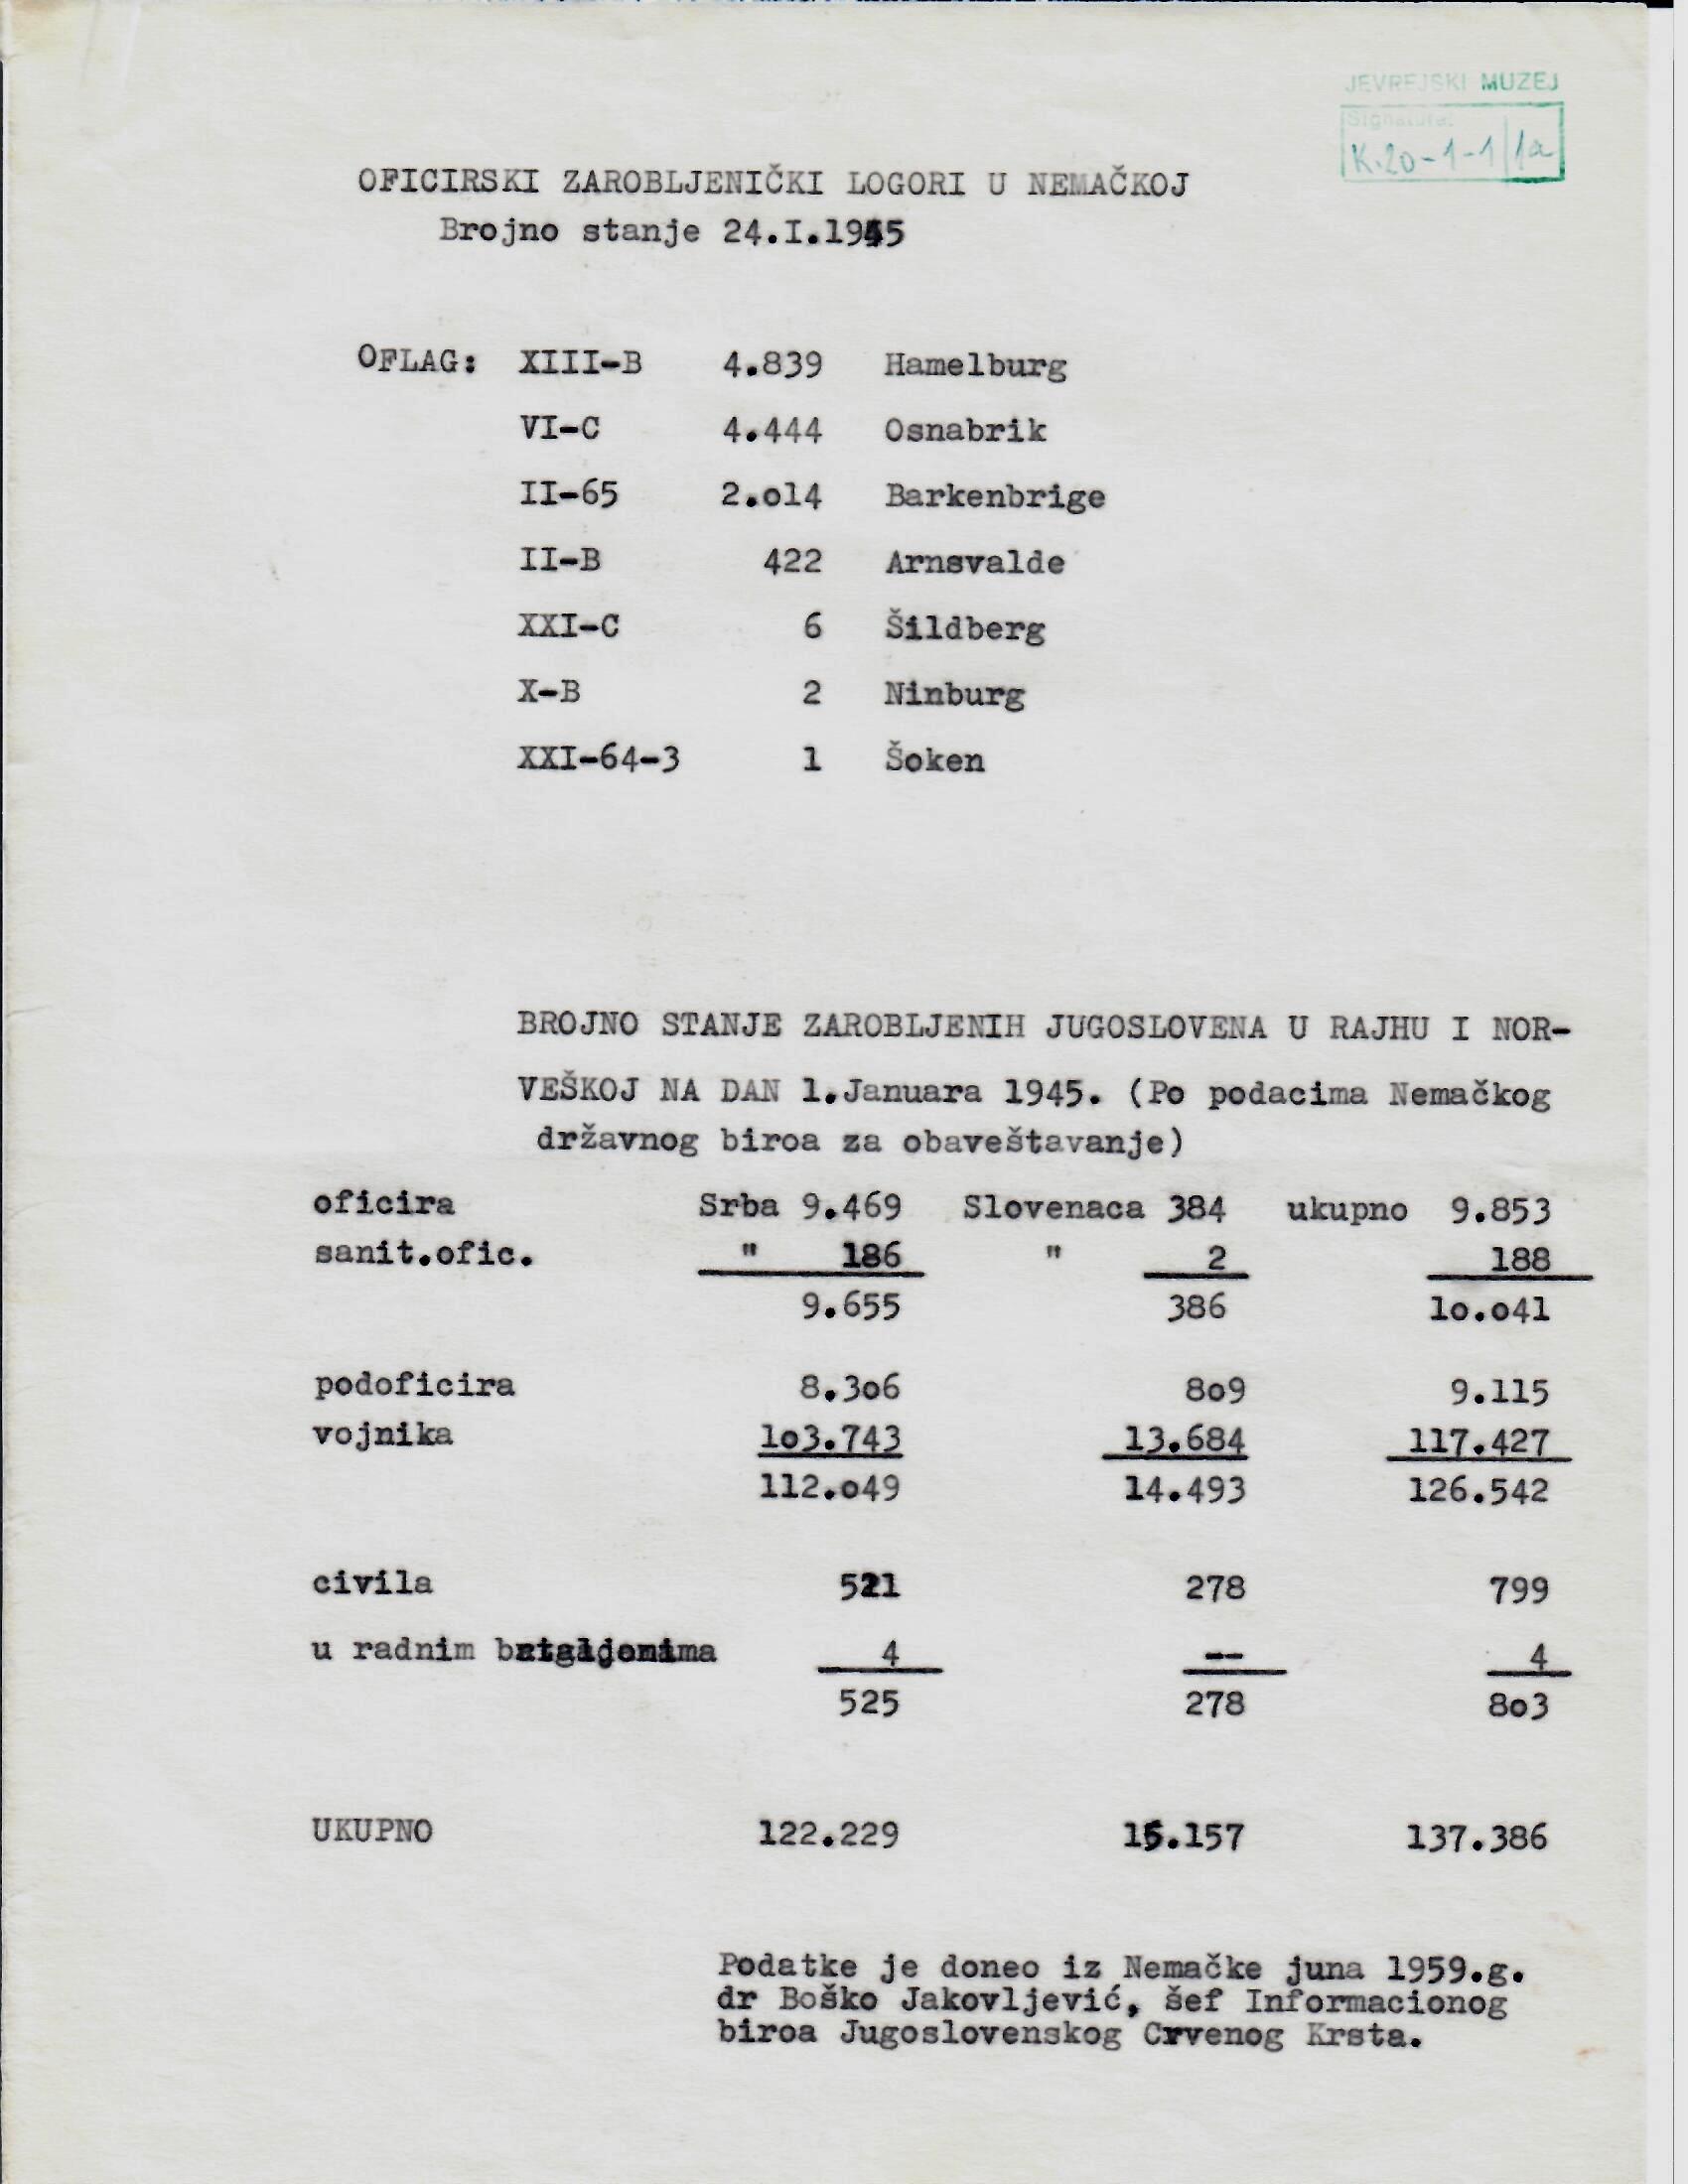 JEVREJSKI MUZEJ
Signatura:
K.20-1-1/1a
OFICIRSKI ZAROBLJENIČKI LOGORI U NEMAČKOJ
Brojno stanje 24.I.1945
OFLAG: XIII-B 4.839 Hamelburg
VI-C 4.444 Osnabrik
II-65 2.o14 Barkenbrige
II-B 422 Arnsvalde
XXI-C 6 Šildberg
X-B 2 Ninburg
XXI-64-3 1 Šoken
BROJNO STANJE ZAROBLJENIH JUGOSLOVENA U RAJHU I NOR-
VEŠKOJ NA DAN 1.Januara 1945. (Po podacima Nemačkog
državnog biroa za obaveštavanje)
oficira Srba 9.469 Slovenaca 384 ukupno 9.853
sanit.ofic. " 186 " 2 188
9.655 386 1o.o41
podoficira 8.3o6 8o9 9.115
vojnika 1o3.743 13.684 117.427
112.o49 14.493 126.542
civila 521 278 799
u radnim 4 -- 4
525 278 8o3
UKUPNO 122.229 15.157 137.386
Podatke je doneo iz Nemačke juna 1959.g.
dr Boško Jakovljević, šef Informacionog
biroa Jugoslovenskog Crvenog Krsta.